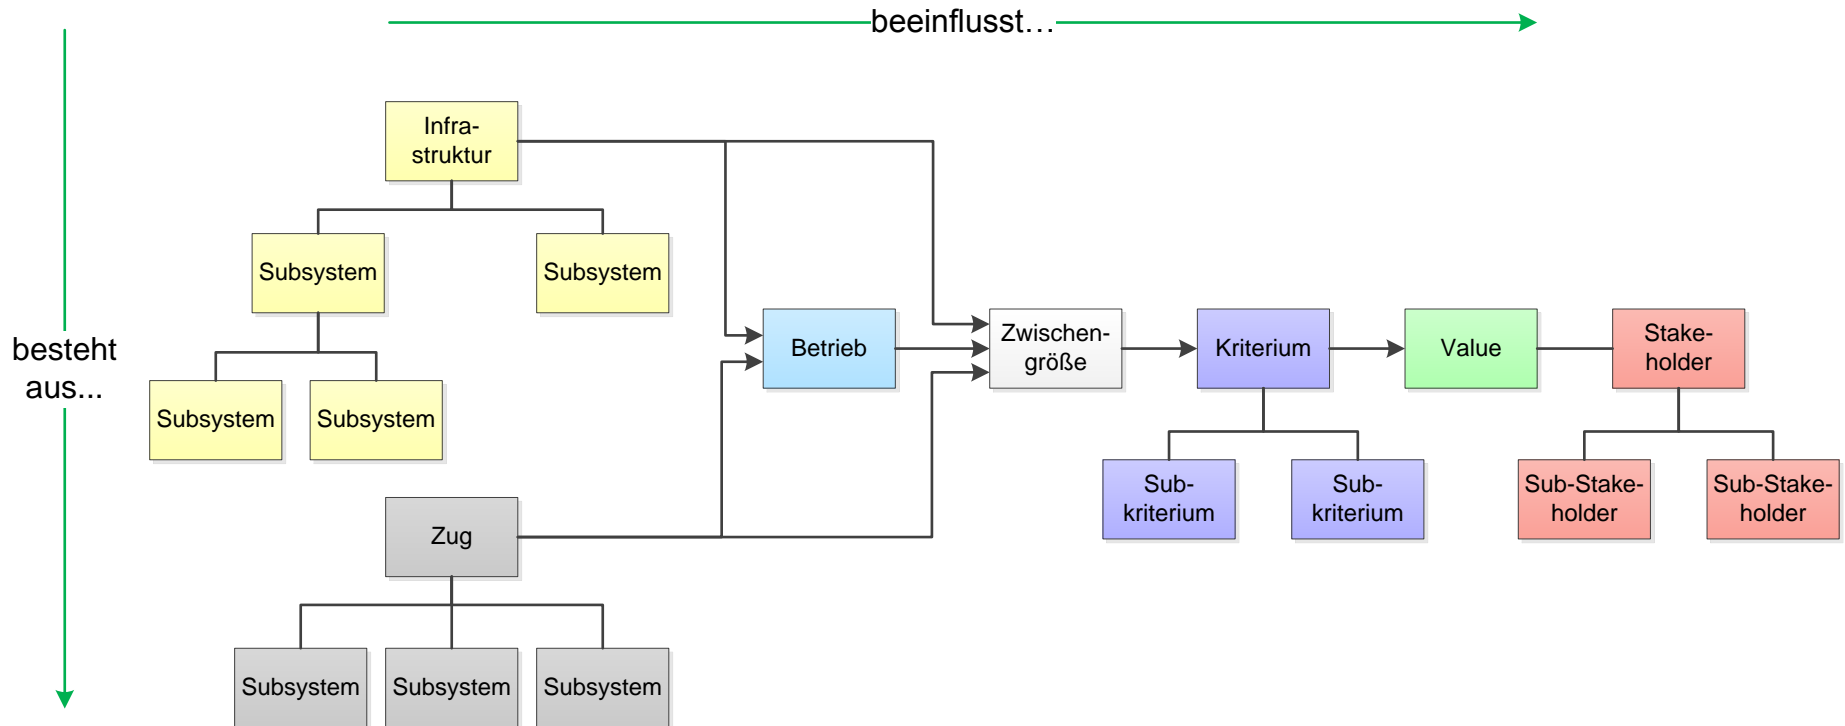 beeinflusst…
Infra-
struktur
Subsystem
Subsystem
besteht
aus...
Betrieb
Zwischen-
größe
Kriterium
Value
Stake-
holder
Subsystem
Subsystem
Sub-
kriterium
Sub-
kriterium
Sub-Stake-
holder
Sub-Stake-
holder
Zug
Subsystem
Subsystem
Subsystem